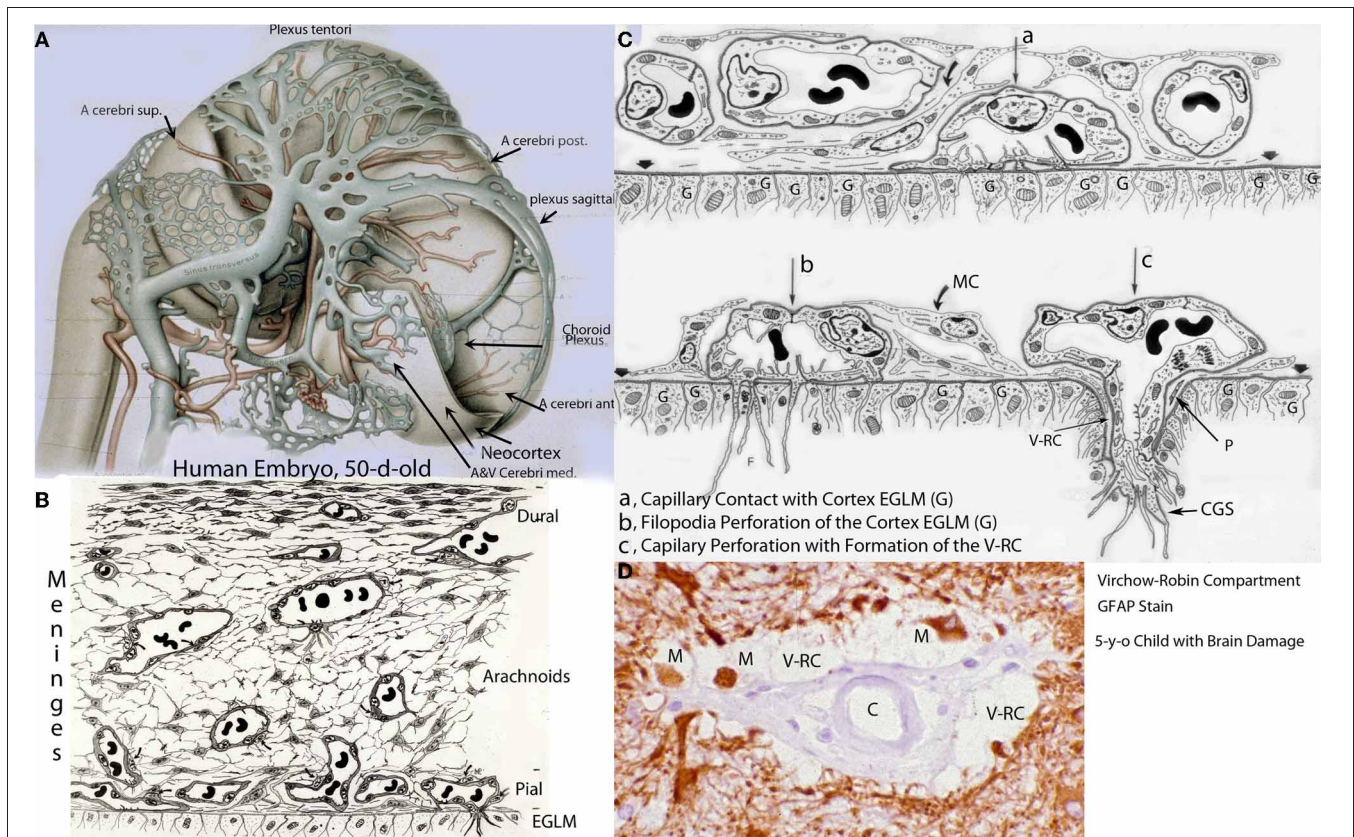 A
Plexus tentori
A cerebri sup.
A cerebri post.
plexus sagittal
Sinus transversus
Choroid
Plexus
A cerebri ant
Neocortex
A&V Cerebri med.
Human Embryo, 50-d-old
B
Meninges
Dural
Arachnoids
Pial
EGLM
C
a
G
G
G
G
G
G
G
G
G
b
MC
c
G
G
G
G
G
G
G
F
V-RC
P
CGS
a, Capillary Contact with Cortex EGLM (G)
b, Filopodia Perforation of the Cortex EGLM (G)
c, Capilary Perforation with Formation of the V-RC
D
M
M
M
V-RC
C
V-RC
Virchow-Robin Compartment
GFAP Stain
5-y-o Child with Brain Damage